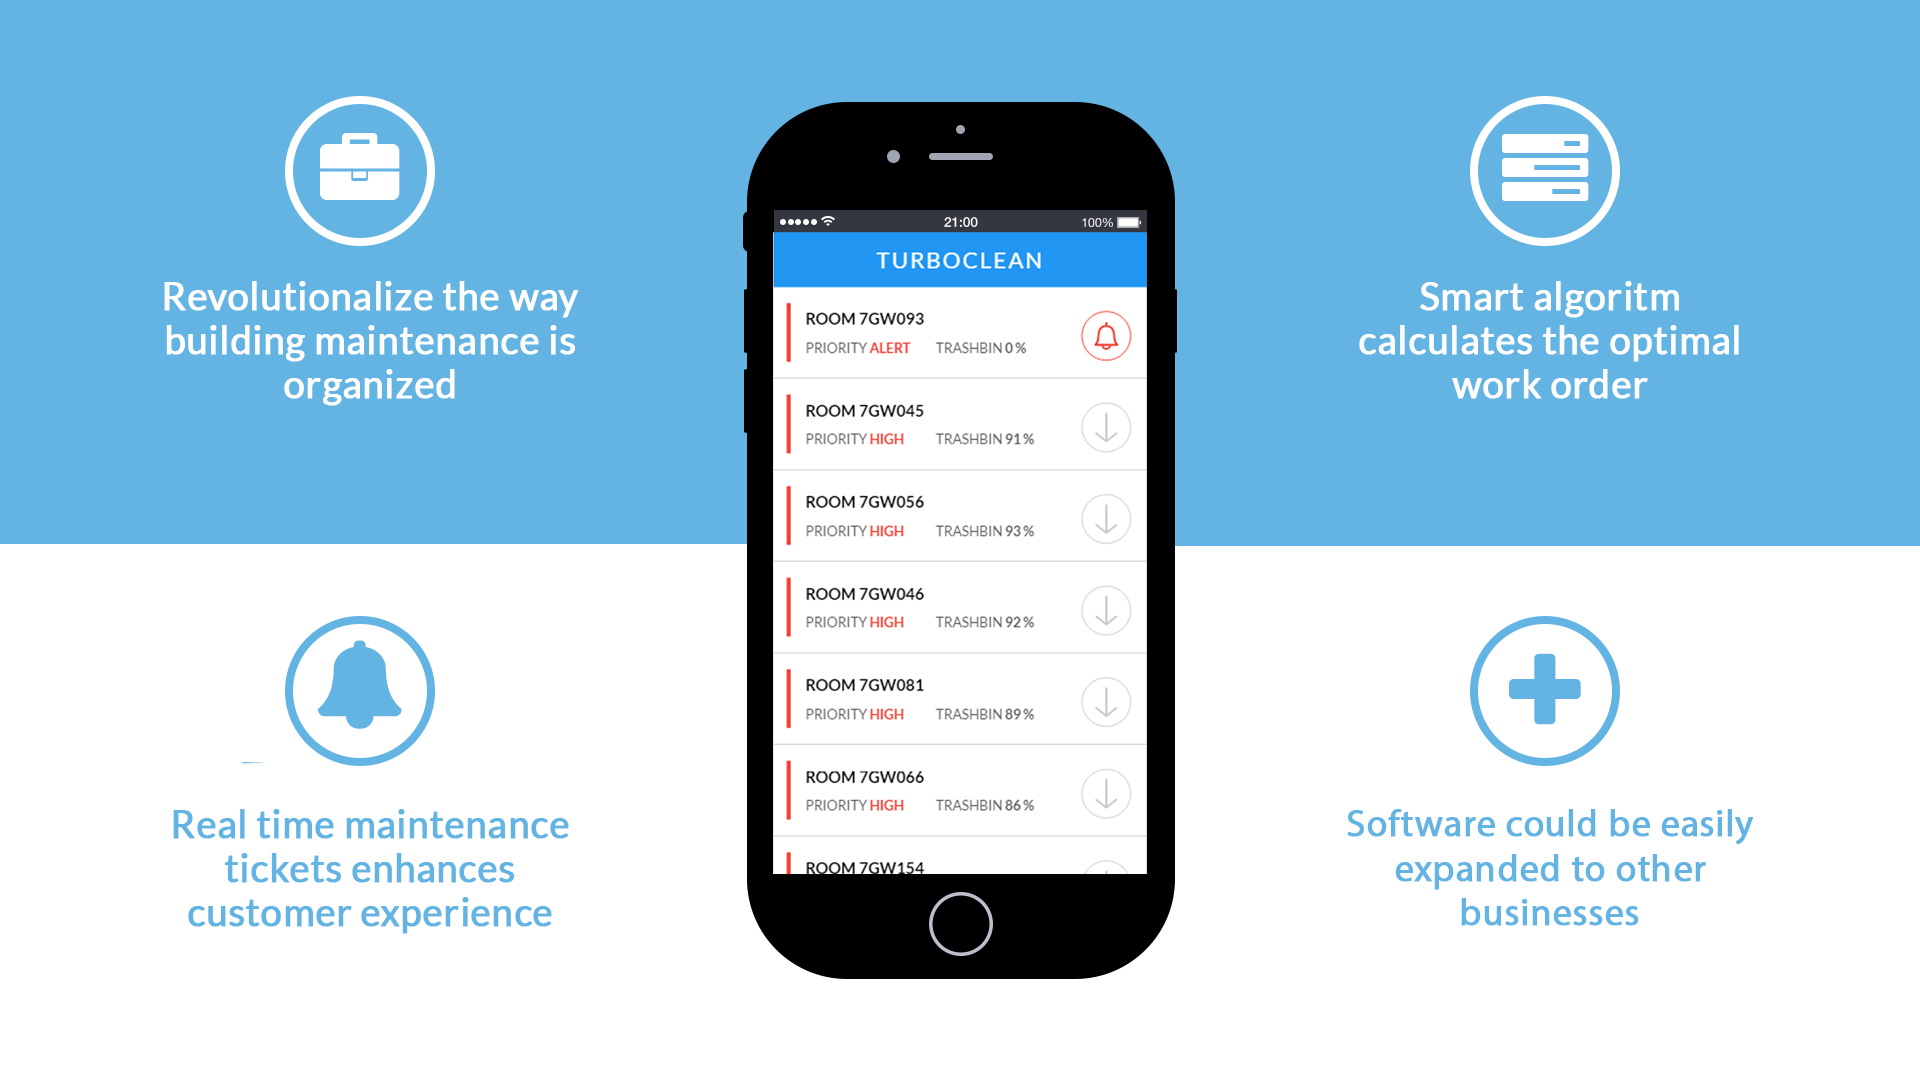 Revolutionalize the way
building maintenance is
organized
Real time maintenance
tickets enhances
customer experience
21:00
100%
TURBOCLEAN
ROOM 7GW093
PRIORITY ALERT TRASHBIN 0 %
ROOM 7GW045
PRIORITY HIGH TRASHBIN 91 %
ROOM 7GW056
PRIORITY HIGH TRASHBIN 93 %
ROOM 7GW046
PRIORITY HIGH TRASHBIN 92 %
ROOM 7GW081
PRIORITY HIGH TRASHBIN 89 %
ROOM 7GW066
PRIORITY HIGH TRASHBIN 86 %
ROOM 7GW154
Smart algoritm
calculates the optimal
work order
Software could be easily
expanded to other
businesses